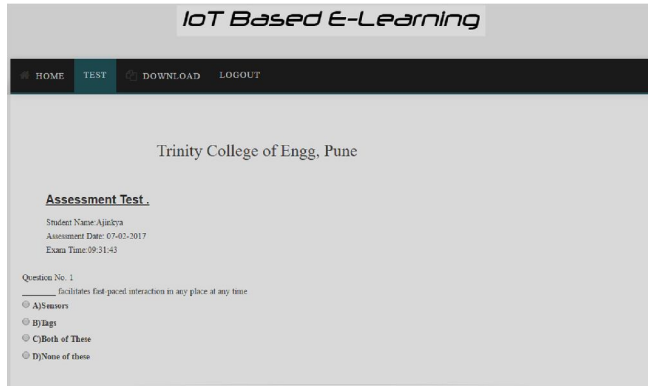 IoT Based E-Learning
HOME TEST DOWNLOAD LOGOUT
Trinity College of Engg, Pune
Assessment Test .
Student Name:Ajinkya
Assessment Date: 07-02-2017
Exam Time:09:31:43
Question No. 1
_______ facilitates fast-paced interaction in any place at any time
A)Sensors
B)Tags
C)Both of These
D)None of these